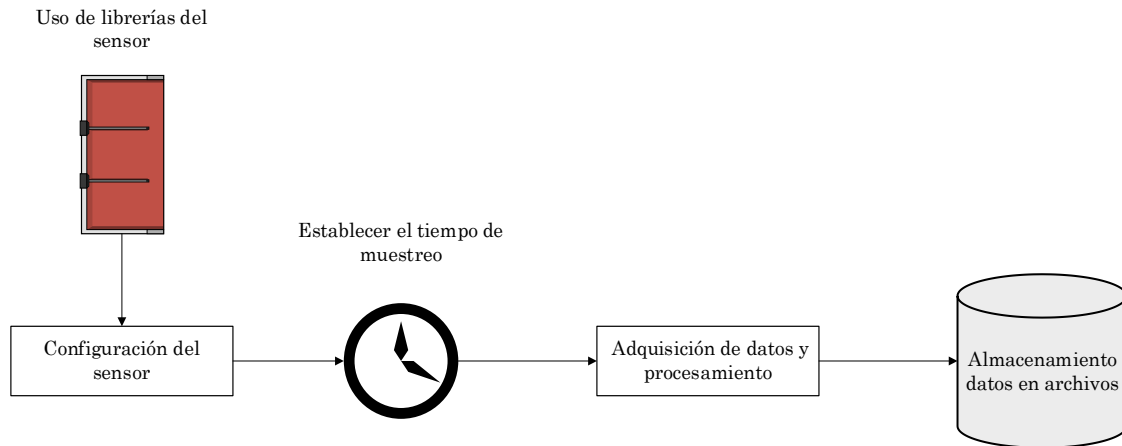 Uso de librerías del
sensor
Establecer el tiempo de
muestreo
Configuración del
sensor
Adquisición de datos y
procesamiento
Almacenamiento
datos en archivos